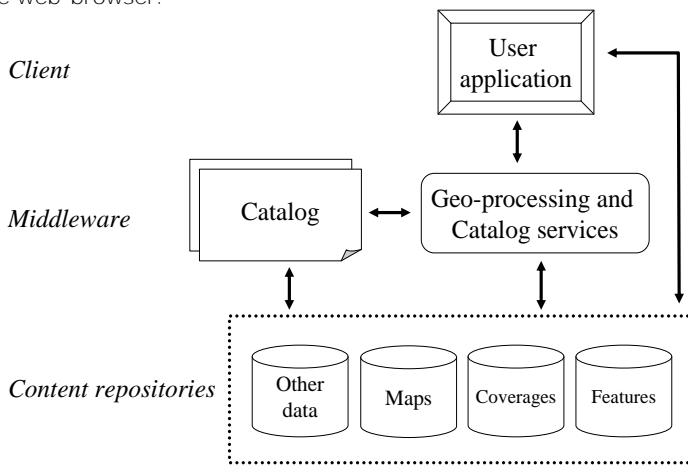 web browser.
User
application
Client
Catalog
Geo-processing and
Catalog services
Middleware
Other
data
Maps
Coverages
Features
Content repositories